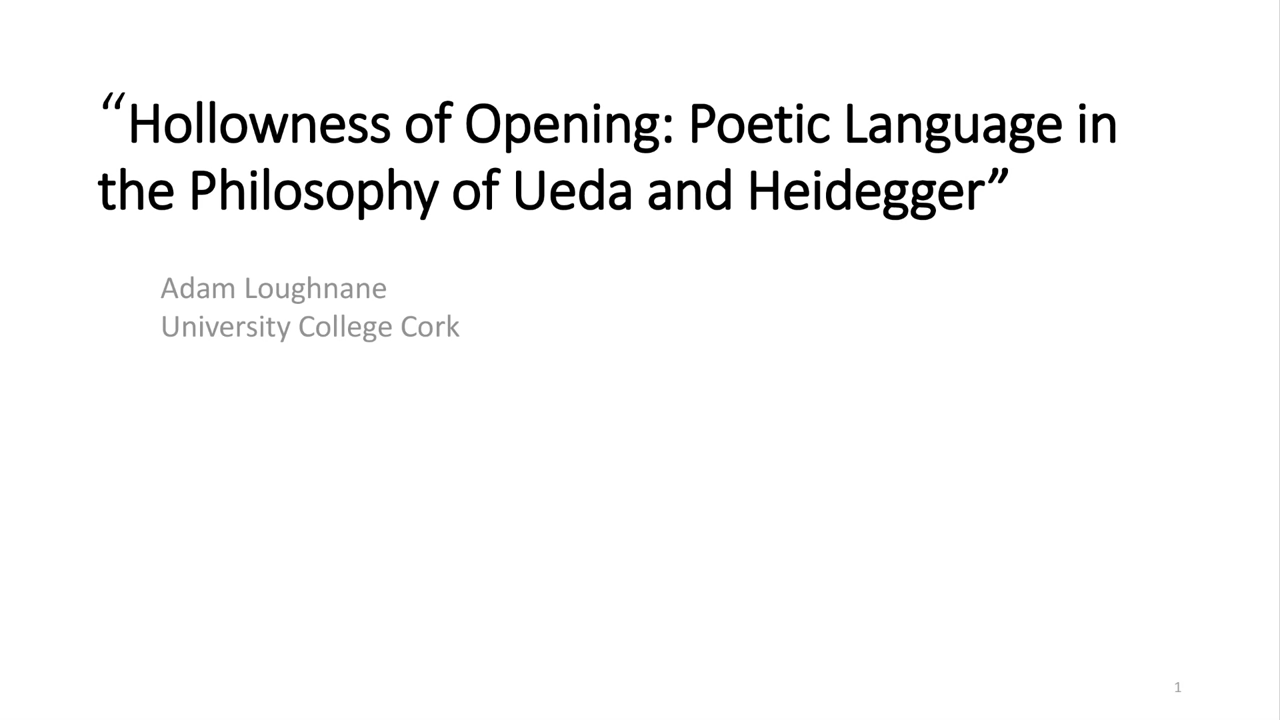 “Hollowness of Opening: Poetic Language in
the Philosophy of Ueda and Heidegger”
Adam Loughnane
University College Cork
1